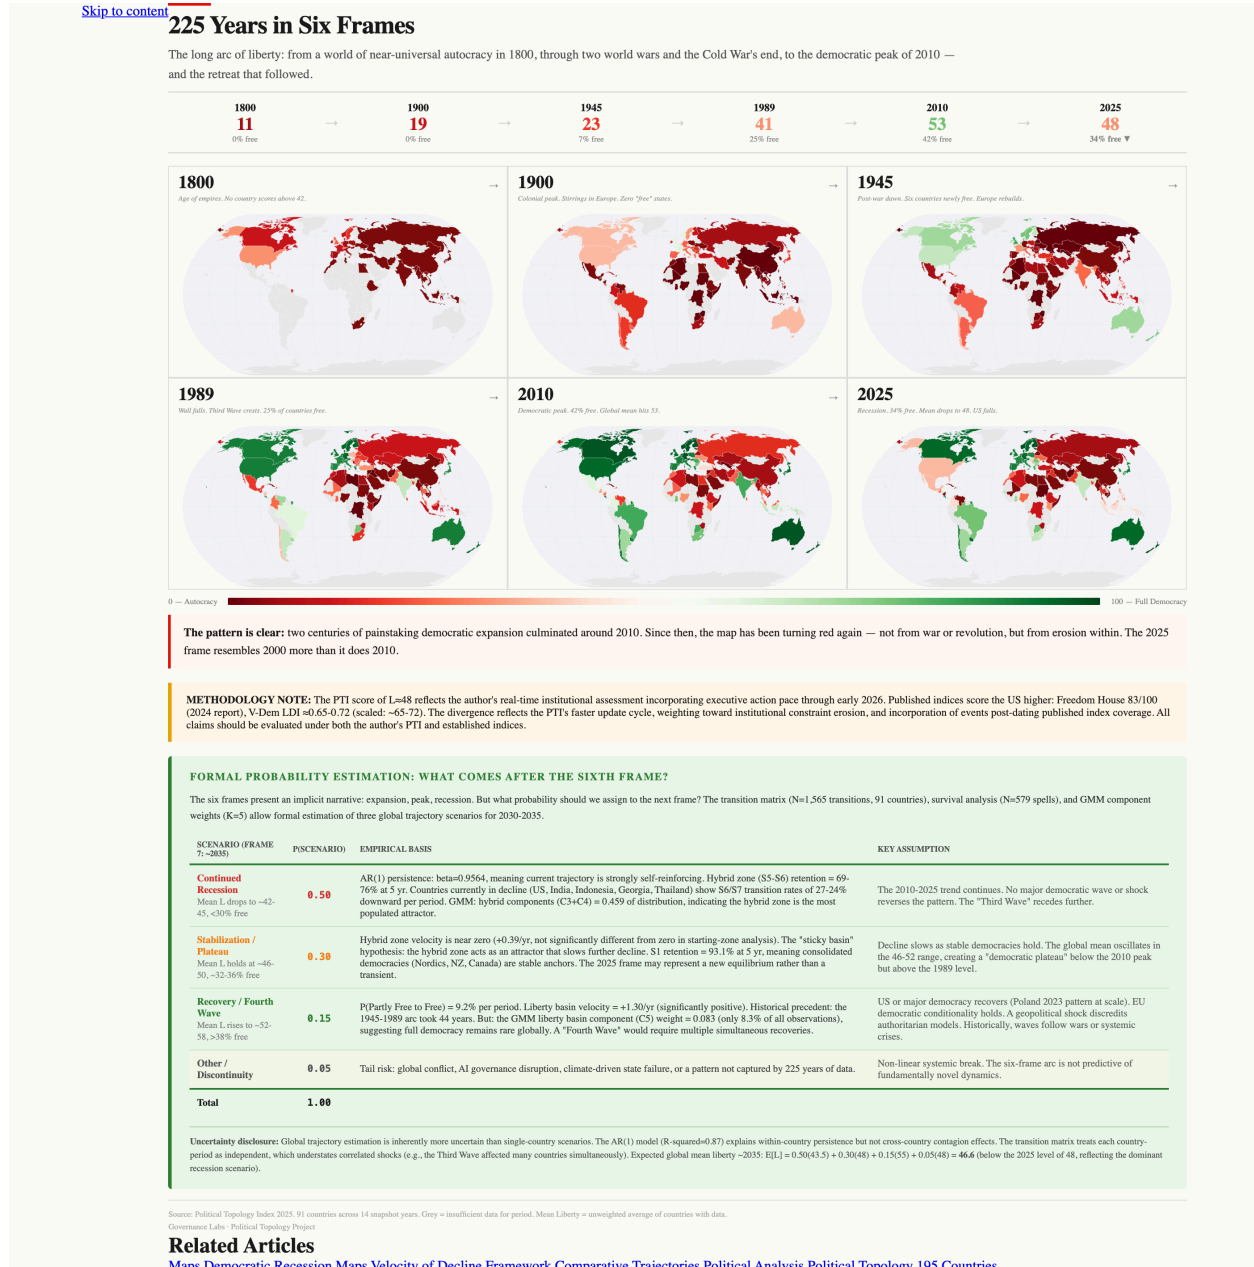 Skip to content
225 Years in Six Frames
The long arc of liberty: from a world of near-universal autocracy in 1800, through two world wars and the Cold War's end, to the democratic peak of 2010 —
and the retreat that followed.
1800
11
0% free
→
1900
19
0% free
→
1945
23
7% free
→
1989
41
25% free
→
2010
53
42% free
→
2025
48
34% free ▼
1800 →
Age of empires. No country scores above 42.
1900 →
Colonial peak. Stirrings in Europe. Zero "free" states.
1945 →
Post-war dawn. Six countries newly free. Europe rebuilds.
1989 →
Wall falls. Third Wave crests. 25% of countries free.
2010 →
Democratic peak. 42% free. Global mean hits 53.
2025
Recession. 34% free. Mean drops to 48. US falls.
0 — Autocracy
100 — Full Democracy
The pattern is clear: two centuries of painstaking democratic expansion culminated around 2010. Since then, the map has been turning red again — not from war or revolution, but from erosion within. The 2025
frame resembles 2000 more than it does 2010.
METHODOLOGY NOTE: The PTI score of L≈48 reflects the author's real-time institutional assessment incorporating executive action pace through early 2026. Published indices score the US higher: Freedom House 83/100
(2024 report), V-Dem LDI ≈0.65-0.72 (scaled: ~65-72). The divergence reflects the PTI's faster update cycle, weighting toward institutional constraint erosion, and incorporation of events post-dating published index coverage. All
claims should be evaluated under both the author's PTI and established indices.
FORMAL PROBABILITY ESTIMATION: WHAT COMES AFTER THE SIXTH FRAME?
The six frames present an implicit narrative: expansion, peak, recession. But what probability should we assign to the next frame? The transition matrix (N=1,565 transitions, 91 countries), survival analysis (N=579 spells), and GMM component
weights (K=5) allow formal estimation of three global trajectory scenarios for 2030-2035.
SCENARIO (FRAME
7: ~2035)
P(SCENARIO)
EMPIRICAL BASIS
KEY ASSUMPTION
Continued
Recession
Mean L drops to ~42-
45, <30% free
0.50
AR(1) persistence: beta=0.9564, meaning current trajectory is strongly self-reinforcing. Hybrid zone (S5-S6) retention = 69-
76% at 5 yr. Countries currently in decline (US, India, Indonesia, Georgia, Thailand) show S6/S7 transition rates of 27-24%
downward per period. GMM: hybrid components (C3+C4) = 0.459 of distribution, indicating the hybrid zone is the most
populated attractor.
The 2010-2025 trend continues. No major democratic wave or shock
reverses the pattern. The "Third Wave" recedes further.
Stabilization /
Plateau
Mean L holds at ~46-
50, ~32-36% free
0.30
Hybrid zone velocity is near zero (+0.39/yr, not significantly different from zero in starting-zone analysis). The "sticky basin"
hypothesis: the hybrid zone acts as an attractor that slows further decline. S1 retention = 93.1% at 5 yr, meaning consolidated
democracies (Nordics, NZ, Canada) are stable anchors. The 2025 frame may represent a new equilibrium rather than a
transient.
Decline slows as stable democracies hold. The global mean oscillates in
the 46-52 range, creating a "democratic plateau" below the 2010 peak
but above the 1989 level.
Recovery / Fourth
Wave
Mean L rises to ~52-
58, >38% free
0.15
P(Partly Free to Free) = 9.2% per period. Liberty basin velocity = +1.30/yr (significantly positive). Historical precedent: the
1945-1989 arc took 44 years. But: the GMM liberty basin component (C5) weight = 0.083 (only 8.3% of all observations),
suggesting full democracy remains rare globally. A "Fourth Wave" would require multiple simultaneous recoveries.
US or major democracy recovers (Poland 2023 pattern at scale). EU
democratic conditionality holds. A geopolitical shock discredits
authoritarian models. Historically, waves follow wars or systemic
crises.
Other /
Discontinuity
0.05
Tail risk: global conflict, AI governance disruption, climate-driven state failure, or a pattern not captured by 225 years of data.
Non-linear systemic break. The six-frame arc is not predictive of
fundamentally novel dynamics.
Total
1.00
Uncertainty disclosure: Global trajectory estimation is inherently more uncertain than single-country scenarios. The AR(1) model (R-squared=0.87) explains within-country persistence but not cross-country contagion effects. The transition matrix treats each country-
period as independent, which understates correlated shocks (e.g., the Third Wave affected many countries simultaneously). Expected global mean liberty ~2035: E[L] = 0.50(43.5) + 0.30(48) + 0.15(55) + 0.05(48) = 46.6 (below the 2025 level of 48, reflecting the dominant
recession scenario).
Source: Political Topology Index 2025. 91 countries across 14 snapshot years. Grey = insufficient data for period. Mean Liberty = unweighted average of countries with data.
Governance Labs · Political Topology Project
Related Articles
Maps Democratic Recession Maps Velocity of Decline Framework Comparative Trajectories Political Analysis Political Topology 195 Countries